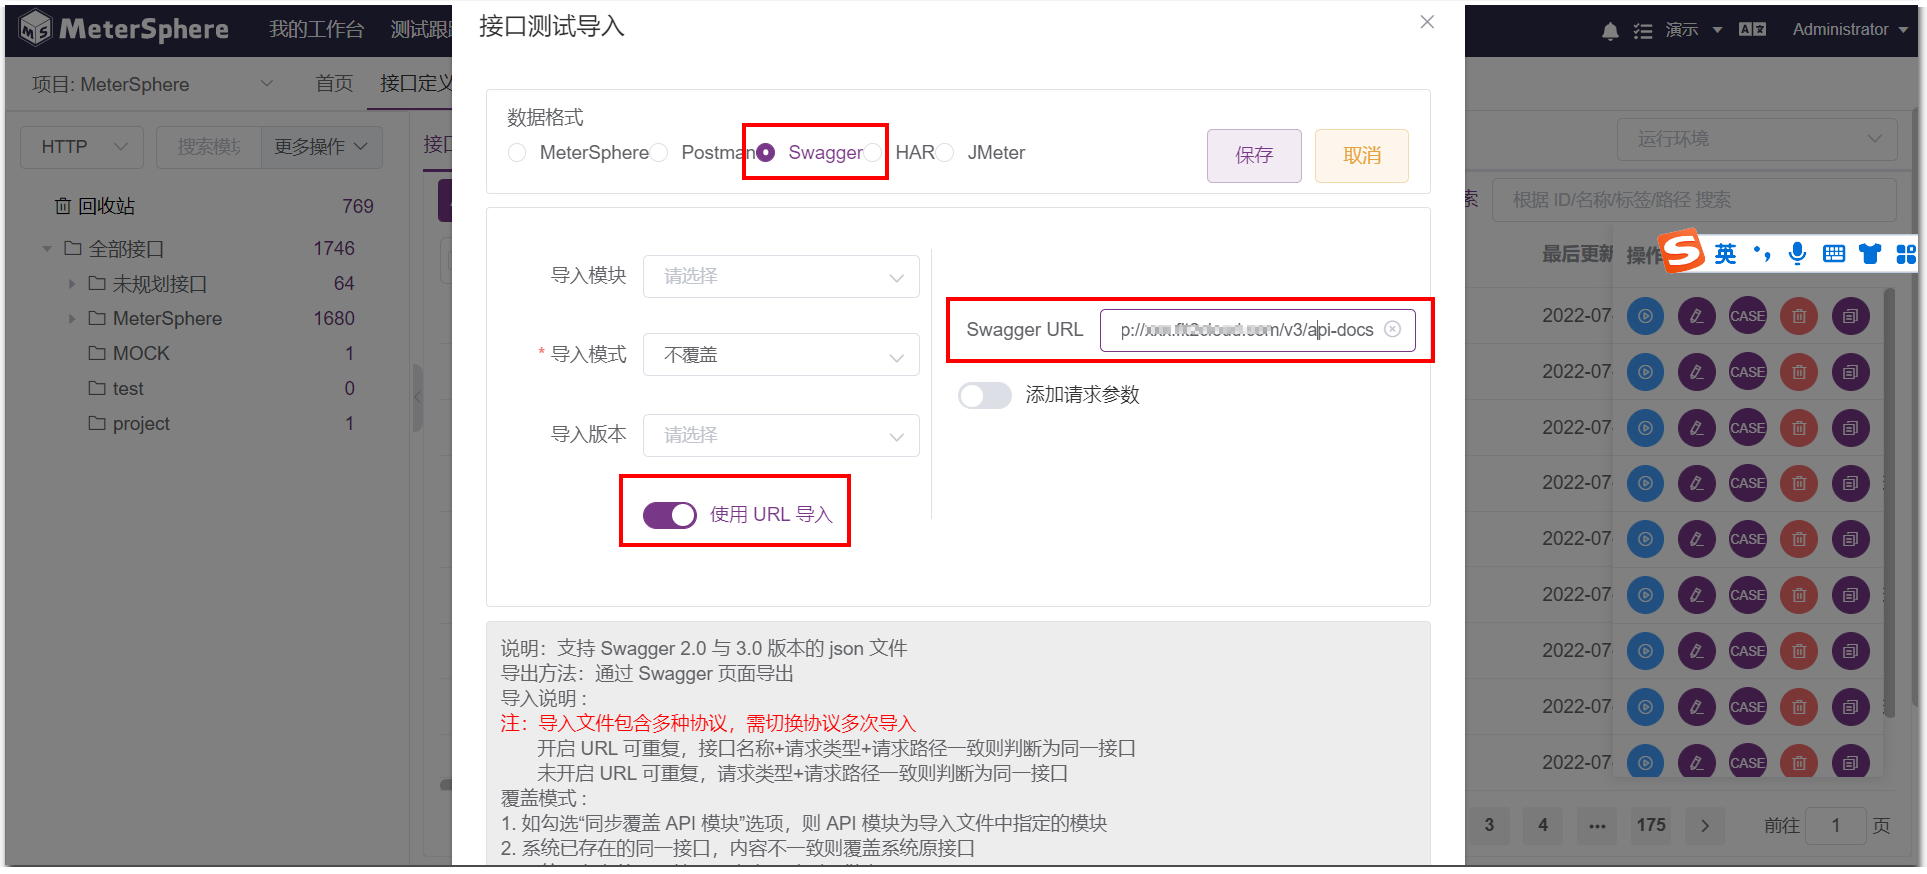 MeterSphere
我的工作台
测试跟踪
接口测试导入
演示
Administrator
项目: MeterSphere
首页
接口定义
HTTP
搜索模块
更多操作
接口
数据格式
MeterSphere
Postman
Swagger
HAR
JMeter
保存
取消
运行环境
回收站 769
索
根据 ID/名称/标签/路径 搜索
全部接口 1746
未规划接口 64
MeterSphere 1680
MOCK 1
test 0
project 1
导入模块
请选择
* 导入模式
不覆盖
导入版本
请选择
使用 URL 导入
Swagger URL
p://xxx.fit2cloud.com/v3/api-docs
添加请求参数
最后更新
操作
英
2022-07
CASE
2022-07
CASE
2022-07
CASE
2022-07
CASE
2022-07
CASE
2022-07
CASE
2022-07
CASE
2022-07
CASE
2022-07
CASE
说明：支持 Swagger 2.0 与 3.0 版本的 json 文件
导出方法：通过 Swagger 页面导出
导入说明 :
注：导入文件包含多种协议，需切换协议多次导入
开启 URL 可重复，接口名称+请求类型+请求路径一致则判断为同一接口
未开启 URL 可重复，请求类型+请求路径一致则判断为同一接口
覆盖模式 :
1. 如勾选“同步覆盖 API 模块”选项，则 API 模块为导入文件中指定的模块
2. 系统已存在的同一接口，内容不一致则覆盖系统原接口
3
4
•••
175
前往
1
页